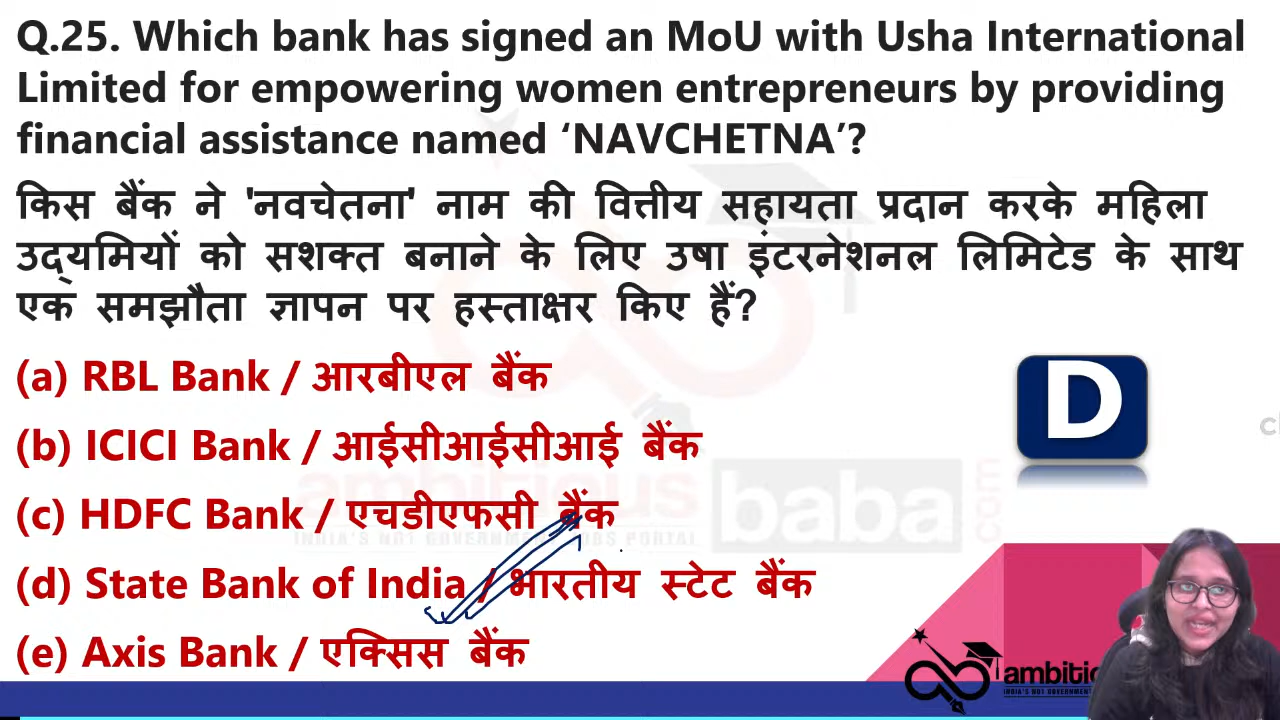 Q.25. Which bank has signed an MoU with Usha International
Limited for empowering women entrepreneurs by providing
financial assistance named ‘NAVCHETNA’?
किस बैंक ने 'नवचेतना' नाम की वित्तीय सहायता प्रदान करके महिला
उद्यमियों को सशक्त बनाने के लिए उषा इंटरनेशनल लिमिटेड के साथ
एक समझौता ज्ञापन पर हस्ताक्षर किए हैं?
(a) RBL Bank / आरबीएल बैंक
D
(b) ICICI Bank / आईसीआईसीआई बैंक
ambitious baba .com
(c) HDFC Bank / एचडीएफसी बैंक
(d) State Bank of India / भारतीय स्टेट बैंक
(e) Axis Bank / एक्सिस बैंक